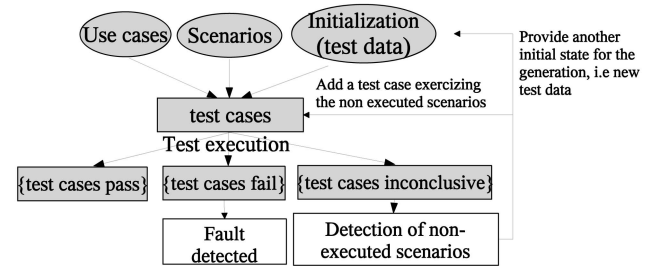 Use cases
Scenarios
Initialization
(test data)
Provide another
initial state for the
generation, i.e new
test data
Add a test case exercizing
the non executed scenarios
test cases
Test execution
{test cases pass}
{test cases fail}
{test cases inconclusive}
Fault
detected
Detection of non-
executed scenarios